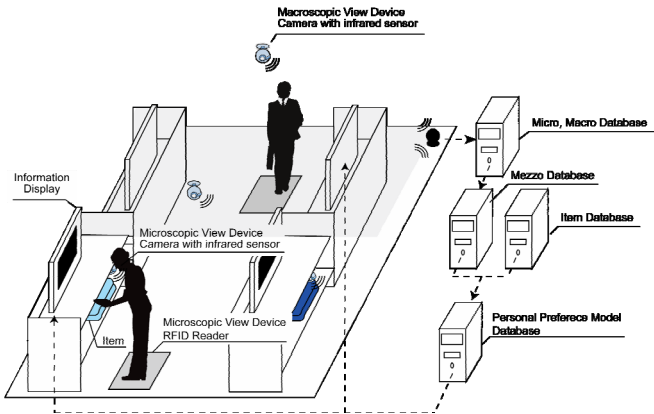 Macroscopic View Device
Camera with infrared sensor
Micro, Macro Database
Mezzo Database
Information
Display
Item Database
Microscopic View Device
Camera with infrared sensor
Microscopic View Device
RFID Reader
Item
Personal Preferece Model
Database